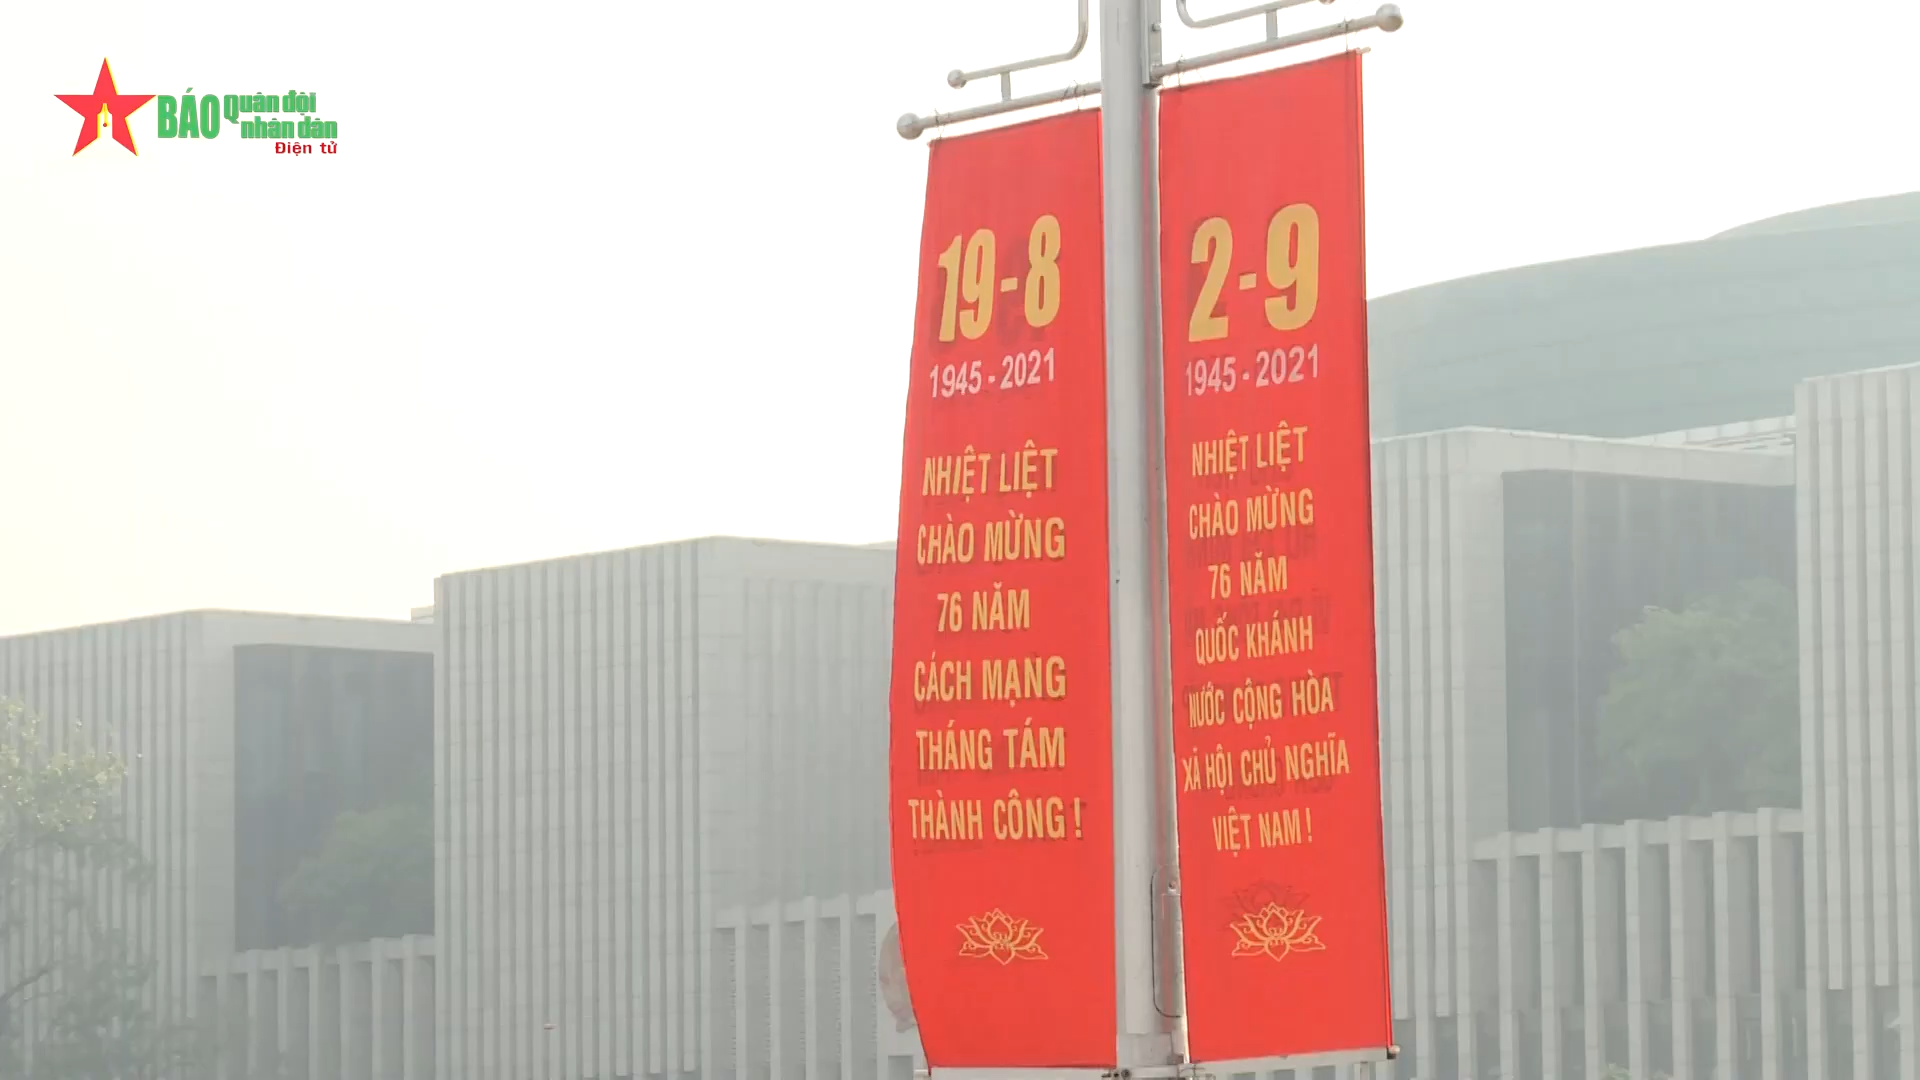 BÁO Quân đội
nhân dân
Điện tử
19-8
1945-2021
NHIỆT LIỆT
CHÀO MỪNG
76 NĂM
CÁCH MẠNG
THÁNG TÁM
THÀNH CÔNG!
2-9
1945-2021
NHIỆT LIỆT
CHÀO MỪNG
76 NĂM
QUỐC KHÁNH
NƯỚC CỘNG HÒA
XÃ HỘI CHỦ NGHĨA
VIỆT NAM!